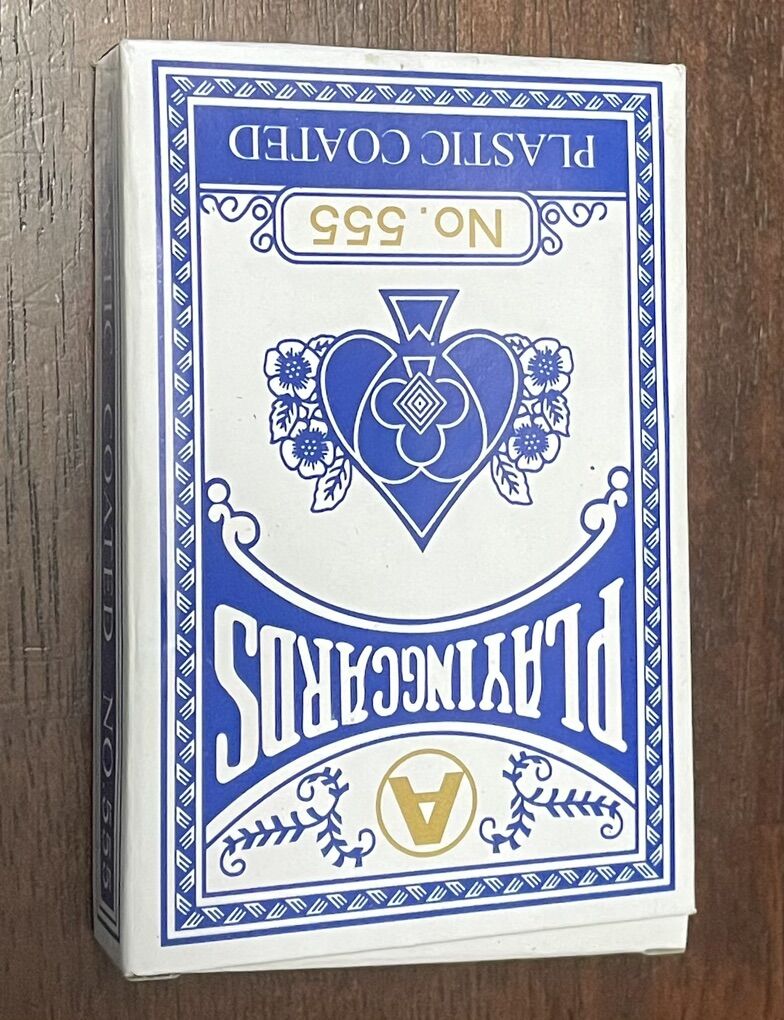 A
PLAYINGCARDS
No. 555
PLASTIC COATED
PLASTIC COATED NO.555